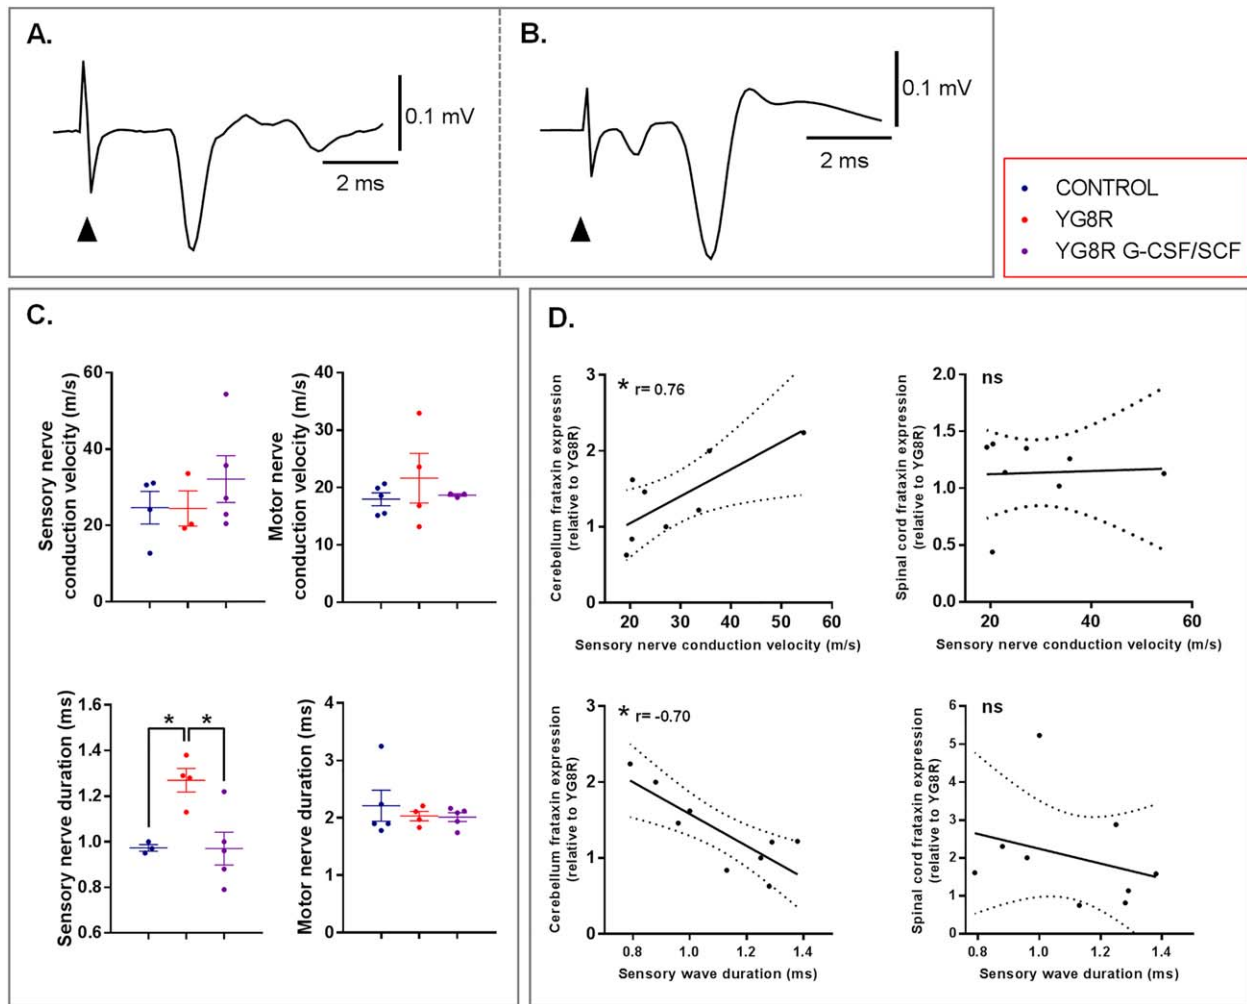 A.
0.1 mV
2 ms
B.
0.1 mV
2 ms
CONTROL
YG8R
YG8R G-CSF/SCF
C.
Sensory nerve
conduction velocity (m/s)
60
40
20
0
Motor nerve
conduction velocity (m/s)
40
30
20
10
0
Sensory nerve duration (ms)
1.6
1.4
1.2
1.0
0.8
0.6
* *
Motor nerve duration (ms)
4
3
2
1
0
D.
Cerebellum frataxin expression
(relative to YG8R)
3
2
1
0
* r= 0.76
20 30 40 50 60
Sensory nerve conduction velocity (m/s)
Spinal cord frataxin expression
(relative to YG8R)
2.0
1.5
1.0
0.5
0.0
ns
20 40 60
Sensory nerve conduction velocity (m/s)
Cerebellum frataxin expression
(relative to YG8R)
3
2
1
0
* r= -0.70
0.8 1.0 1.2 1.4
Sensory wave duration (ms)
Spinal cord frataxin expression
(relative to YG8R)
6
5
4
3
2
1
0
ns
0.8 1.0 1.2 1.4
Sensory wave duration (ms)